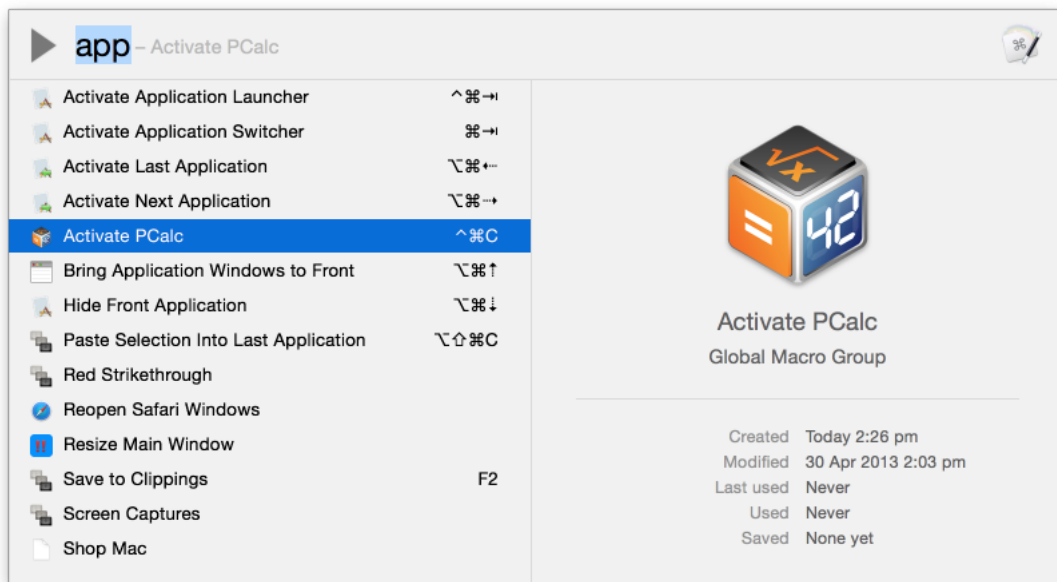 app – Activate PCalc
Activate Application Launcher ^⌘⇥
Activate Application Switcher ⌘⇥
Activate Last Application ⌥⌘⇠
Activate Next Application ⌥⌘⇢
Activate PCalc ^⌘C
Bring Application Windows to Front ⌥⌘↑
Hide Front Application ⌥⌘⇣
Paste Selection Into Last Application ⌥⇧⌘C
Red Strikethrough
Reopen Safari Windows
Resize Main Window
Save to Clippings F2
Screen Captures
Shop Mac
√x
=
42
Activate PCalc
Global Macro Group
Created Today 2:26 pm
Modified 30 Apr 2013 2:03 pm
Last used Never
Used Never
Saved None yet